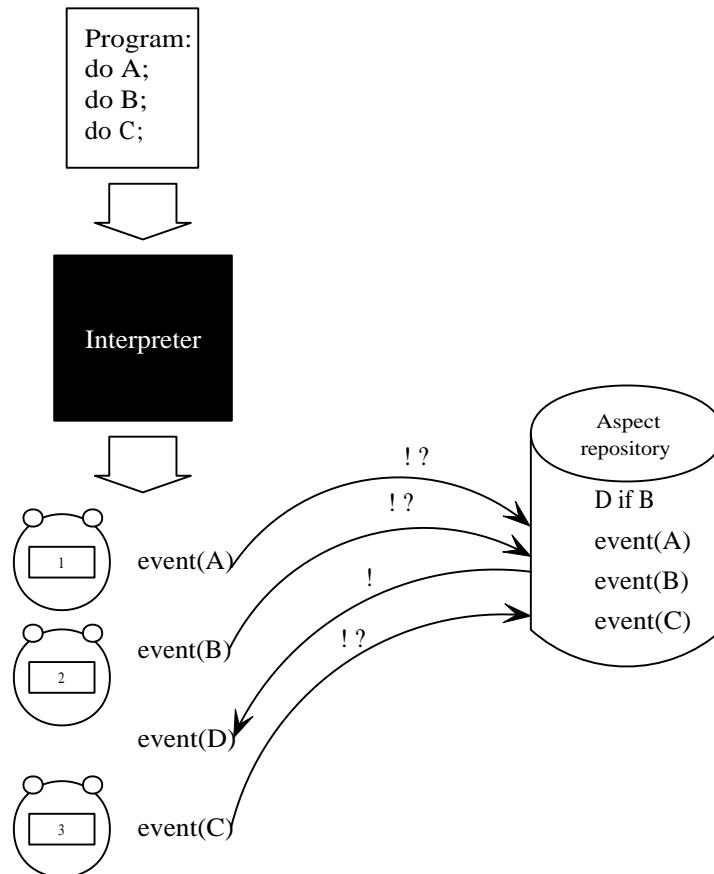 Program:
do A;
do B;
do C;
Interpreter
Aspect
repository
! ?
! ?
D if B
1
event(A)
event(A)
!
event(B)
event(B)
! ?
event(C)
2
event(D)
3
event(C)